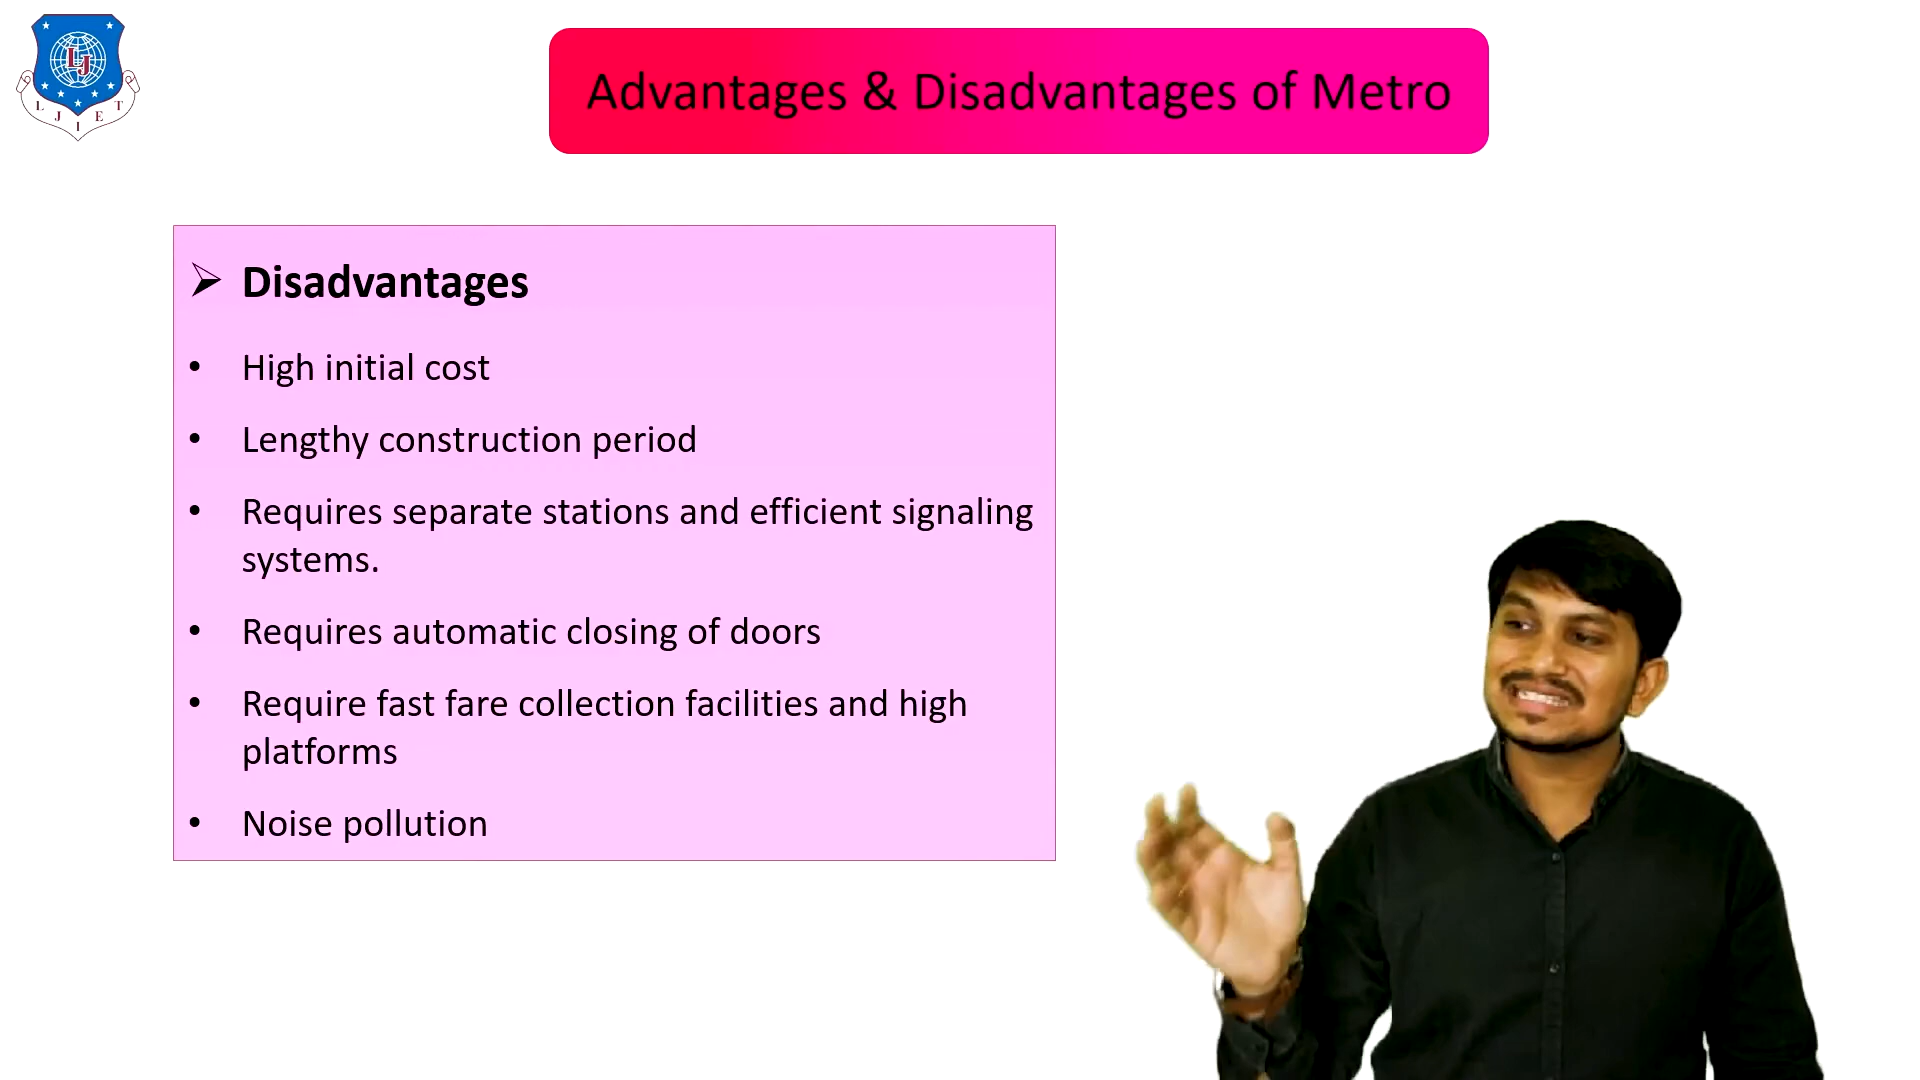 LJ
L J I E T
Advantages & Disadvantages of Metro
➢ Disadvantages
• High initial cost
• Lengthy construction period
• Requires separate stations and efficient signaling
systems.
• Requires automatic closing of doors
• Require fast fare collection facilities and high
platforms
• Noise pollution